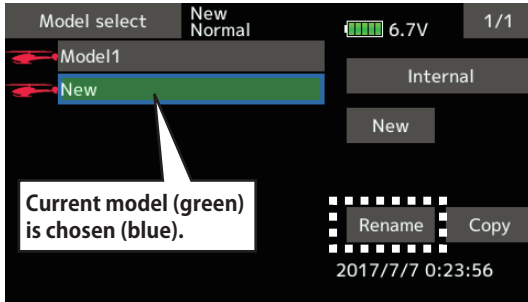 Model select
New
Normal
6.7V
1/1
Model1
Internal
New
New
Current model (green)
is chosen (blue).
Rename
Copy
2017/7/7 0:23:56